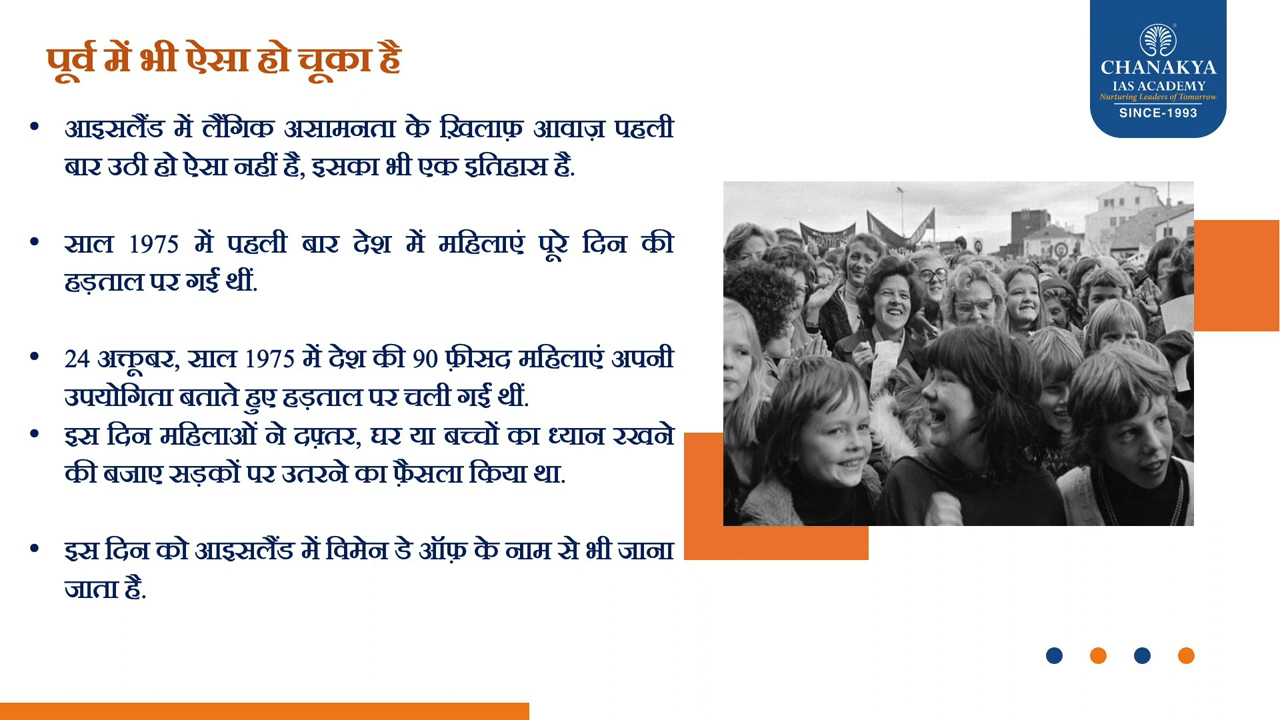 पूर्व में भी ऐसा हो चूका है
CHANAKYA
IAS ACADEMY
Nurturing Leaders of Tomorrow
SINCE-1993
• आइसलैंड में लैंगिक असामनता के ख़िलाफ़ आवाज़ पहली
बार उठी हो ऐसा नहीं है, इसका भी एक इतिहास है.
• साल 1975 में पहली बार देश में महिलाएं पूरे दिन की
हड़ताल पर गई थीं.
• 24 अक्तूबर, साल 1975 में देश की 90 फ़ीसद महिलाएं अपनी
उपयोगिता बताते हुए हड़ताल पर चली गई थीं.
• इस दिन महिलाओं ने दफ़्तर, घर या बच्चों का ध्यान रखने
की बजाए सड़कों पर उतरने का फ़ैसला किया था.
• इस दिन को आइसलैंड में विमेन डे ऑफ़ के नाम से भी जाना
जाता है.